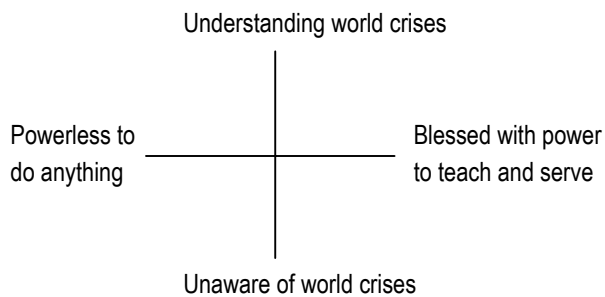 Understanding world crises
Powerless to
do anything
Blessed with power
to teach and serve
Unaware of world crises